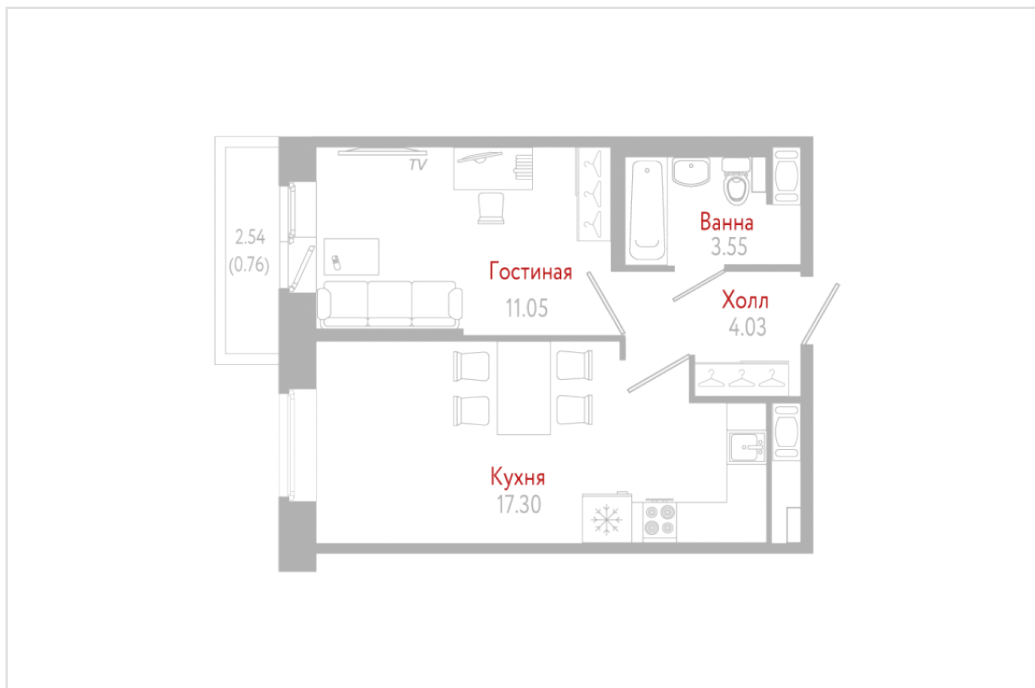 TV
2.54
(0.76)
Гостиная
11.05
Ванна
3.55
Холл
4.03
Кухня
17.30